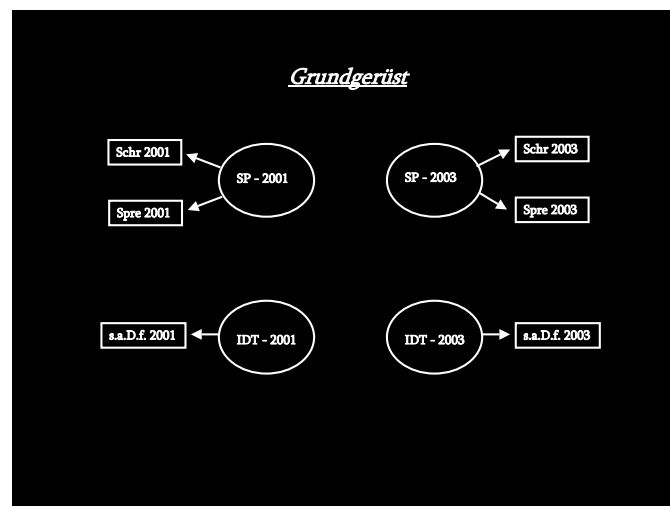 Grundgerüst
Schr 2001
SP - 2001
SP - 2003
Schr 2003
Spre 2001
Spre 2003
s.a.D.f. 2001
IDT - 2001
IDT - 2003
s.a.D.f. 2003